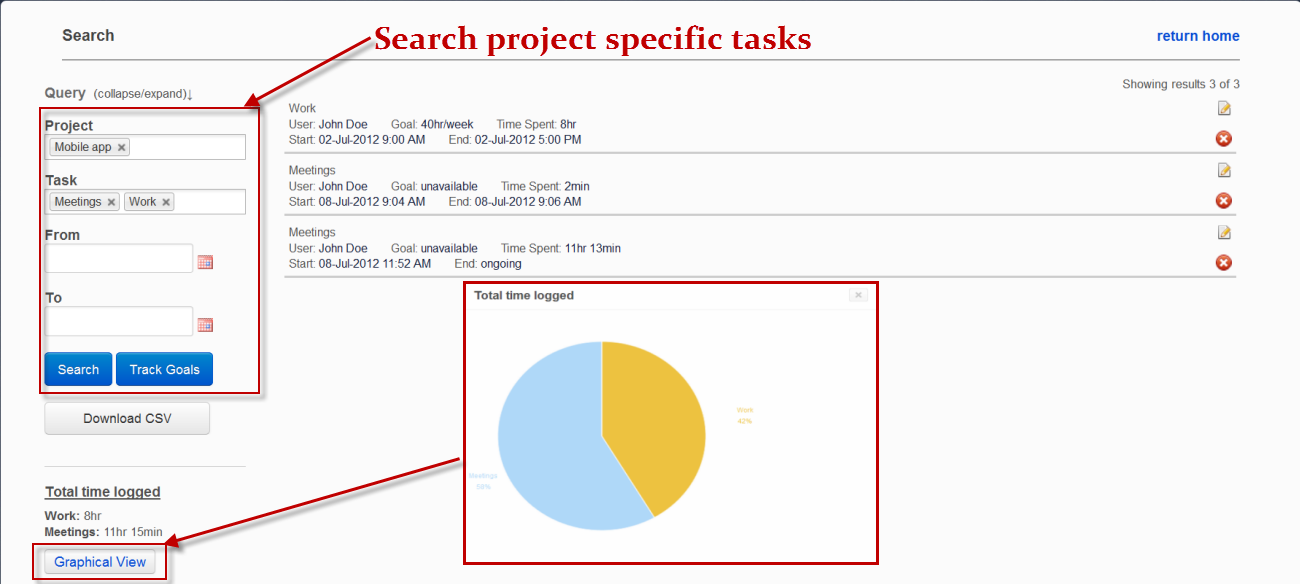 Search
Search project specific tasks
return home
Showing results 3 of 3
Query (collapse/expand)↓
Project
Mobile app ×
Task
Meetings × Work ×
From
To
Search Track Goals
Download CSV
Total time logged
Work: 8hr
Meetings: 11hr 15min
Graphical View
Work
User: John Doe Goal: 40hr/week Time Spent: 8hr
Start: 02-Jul-2012 9:00 AM End: 02-Jul-2012 5:00 PM
Meetings
User: John Doe Goal: unavailable Time Spent: 2min
Start: 08-Jul-2012 9:04 AM End: 08-Jul-2012 9:06 AM
Meetings
User: John Doe Goal: unavailable Time Spent: 11hr 13min
Start: 08-Jul-2012 11:52 AM End: ongoing
Total time logged ×
Work
42%
Meetings
58%